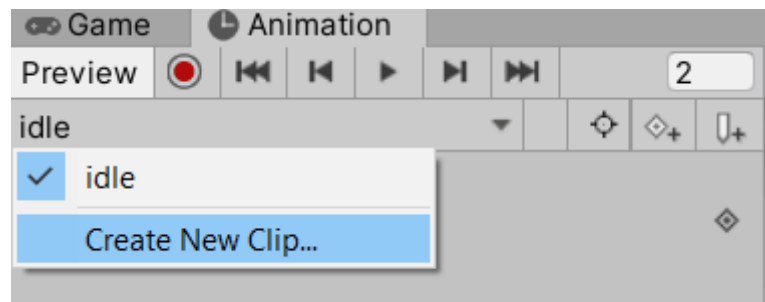 Game Animation
Preview 2
idle
idle
Create New Clip...